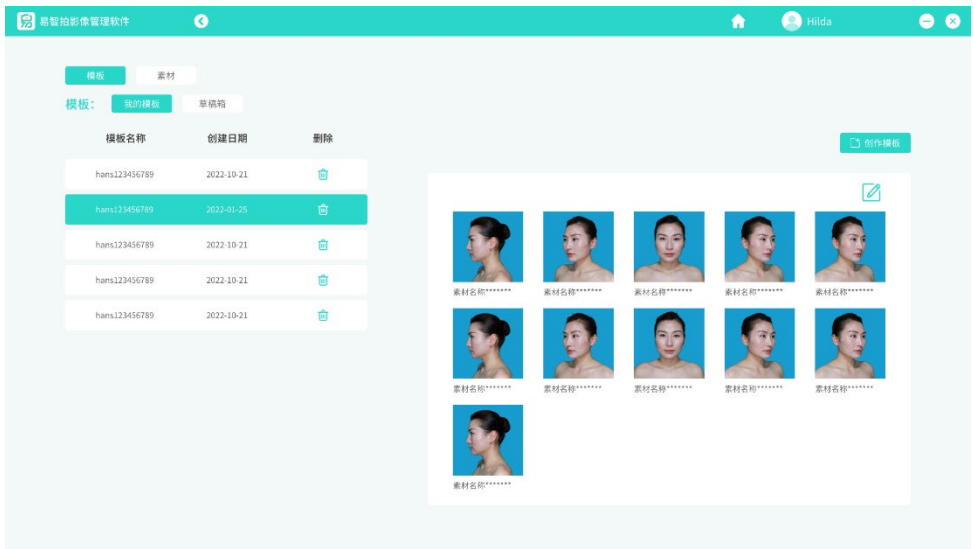 易 易智拍影像管理软件 Hilda
模板 素材
模板： 我的模板 草稿箱
模板名称 创建日期 删除
创作模板
hans123456789 2022-10-21
hans123456789 2022-01-25
hans123456789 2022-10-21
hans123456789 2022-10-21
hans123456789 2022-10-21
素材名称******* 素材名称******* 素材名称******* 素材名称******* 素材名称*******
素材名称******* 素材名称******* 素材名称******* 素材名称******* 素材名称*******
素材名称*******